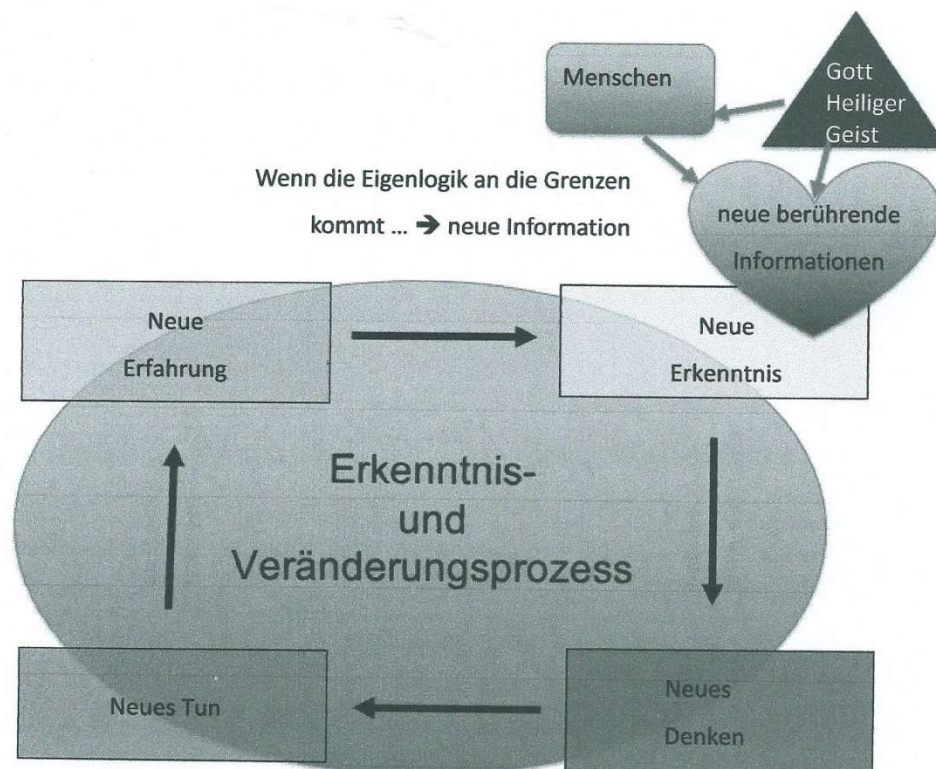 Menschen
Gott
Heiliger
Geist
Wenn die Eigenlogik an die Grenzen
kommt ... ➔ neue Information
neue berührende
Informationen
Neue
Erfahrung
Neue
Erkenntnis
Erkenntnis-
und
Veränderungsprozess
Neues Tun
Neues
Denken